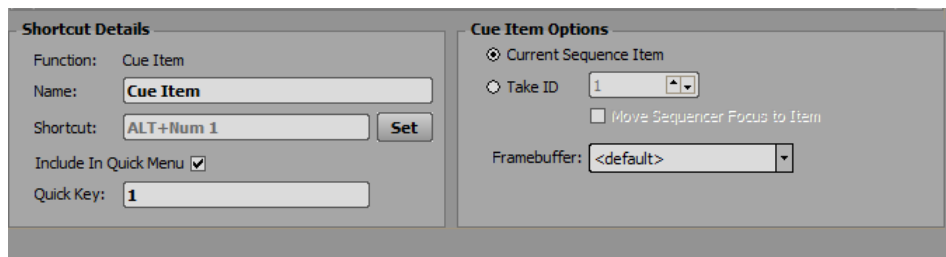 Shortcut Details
Function: Cue Item
Name: Cue Item
Shortcut: ALT+Num 1 Set
Include In Quick Menu
Quick Key: 1
Cue Item Options
Current Sequence Item
Take ID 1
Move Sequencer Focus to Item
Framebuffer: <default>